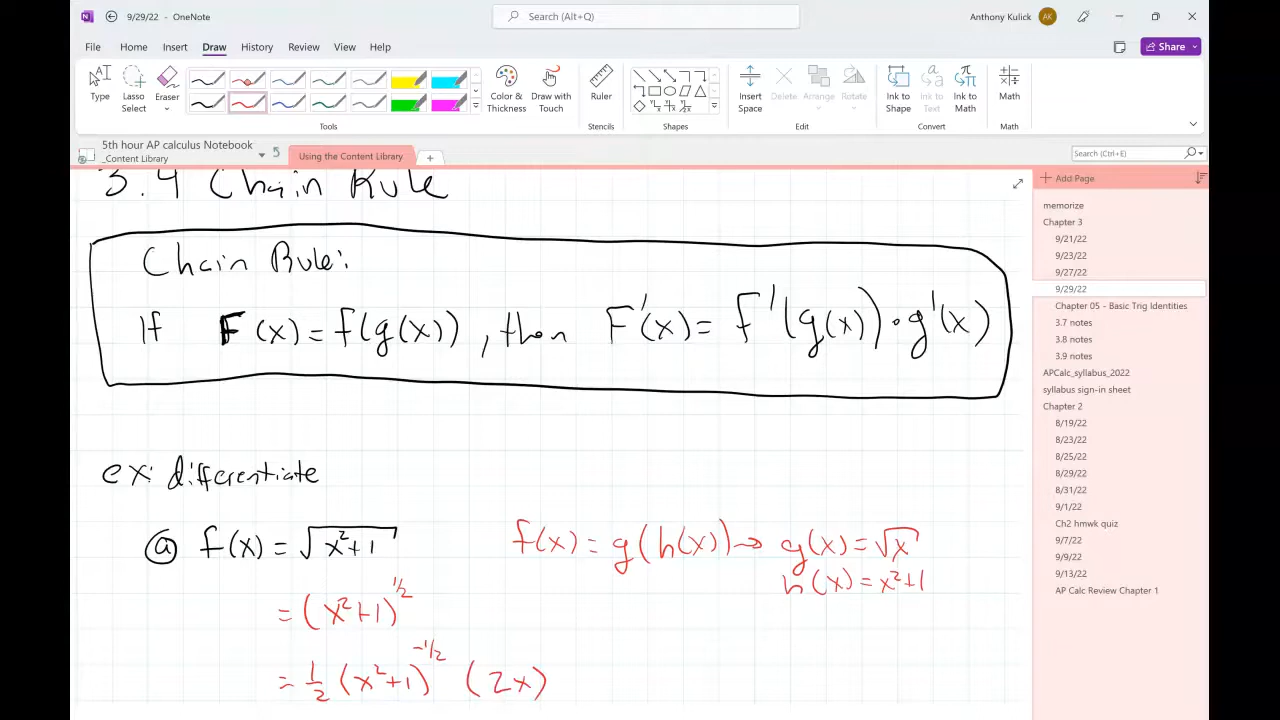 9/29/22 - OneNote
Search (Alt+Q)
Anthony Kulick
AK
File Home Insert Draw History Review View Help
Share
Type
Lasso Select
Eraser
Color & Thickness
Draw with Touch
Ruler
Insert Space
Delete
Arrange
Rotate
Ink to Shape
Ink to Text
Ink to Math
Math
Tools
Stencils
Shapes
Edit
Convert
Math
5th hour AP calculus Notebook
_Content Library
Using the Content Library
Search (Ctrl+E)
Add Page
memorize
Chapter 3
9/21/22
9/23/22
9/27/22
9/29/22
Chapter 05 - Basic Trig Identities
3.7 notes
3.8 notes
3.9 notes
APCalc_syllabus_2022
syllabus sign-in sheet
Chapter 2
8/19/22
8/23/22
8/25/22
8/29/22
8/31/22
9/1/22
Ch2 hmwk quiz
9/7/22
9/9/22
9/13/22
AP Calc Review Chapter 1
3.4 Chain Rule
Chain Rule:
If F(x) = f(g(x)), then F'(x) = f'(g(x)) • g'(x)
ex: differentiate
ⓐ f(x) = √(x²+1)
f(x) = g(h(x)) → g(x) = √x
h(x) = x²+1
= (x²+1)^1/2
= 1/2 (x²+1)^-1/2 (2x)